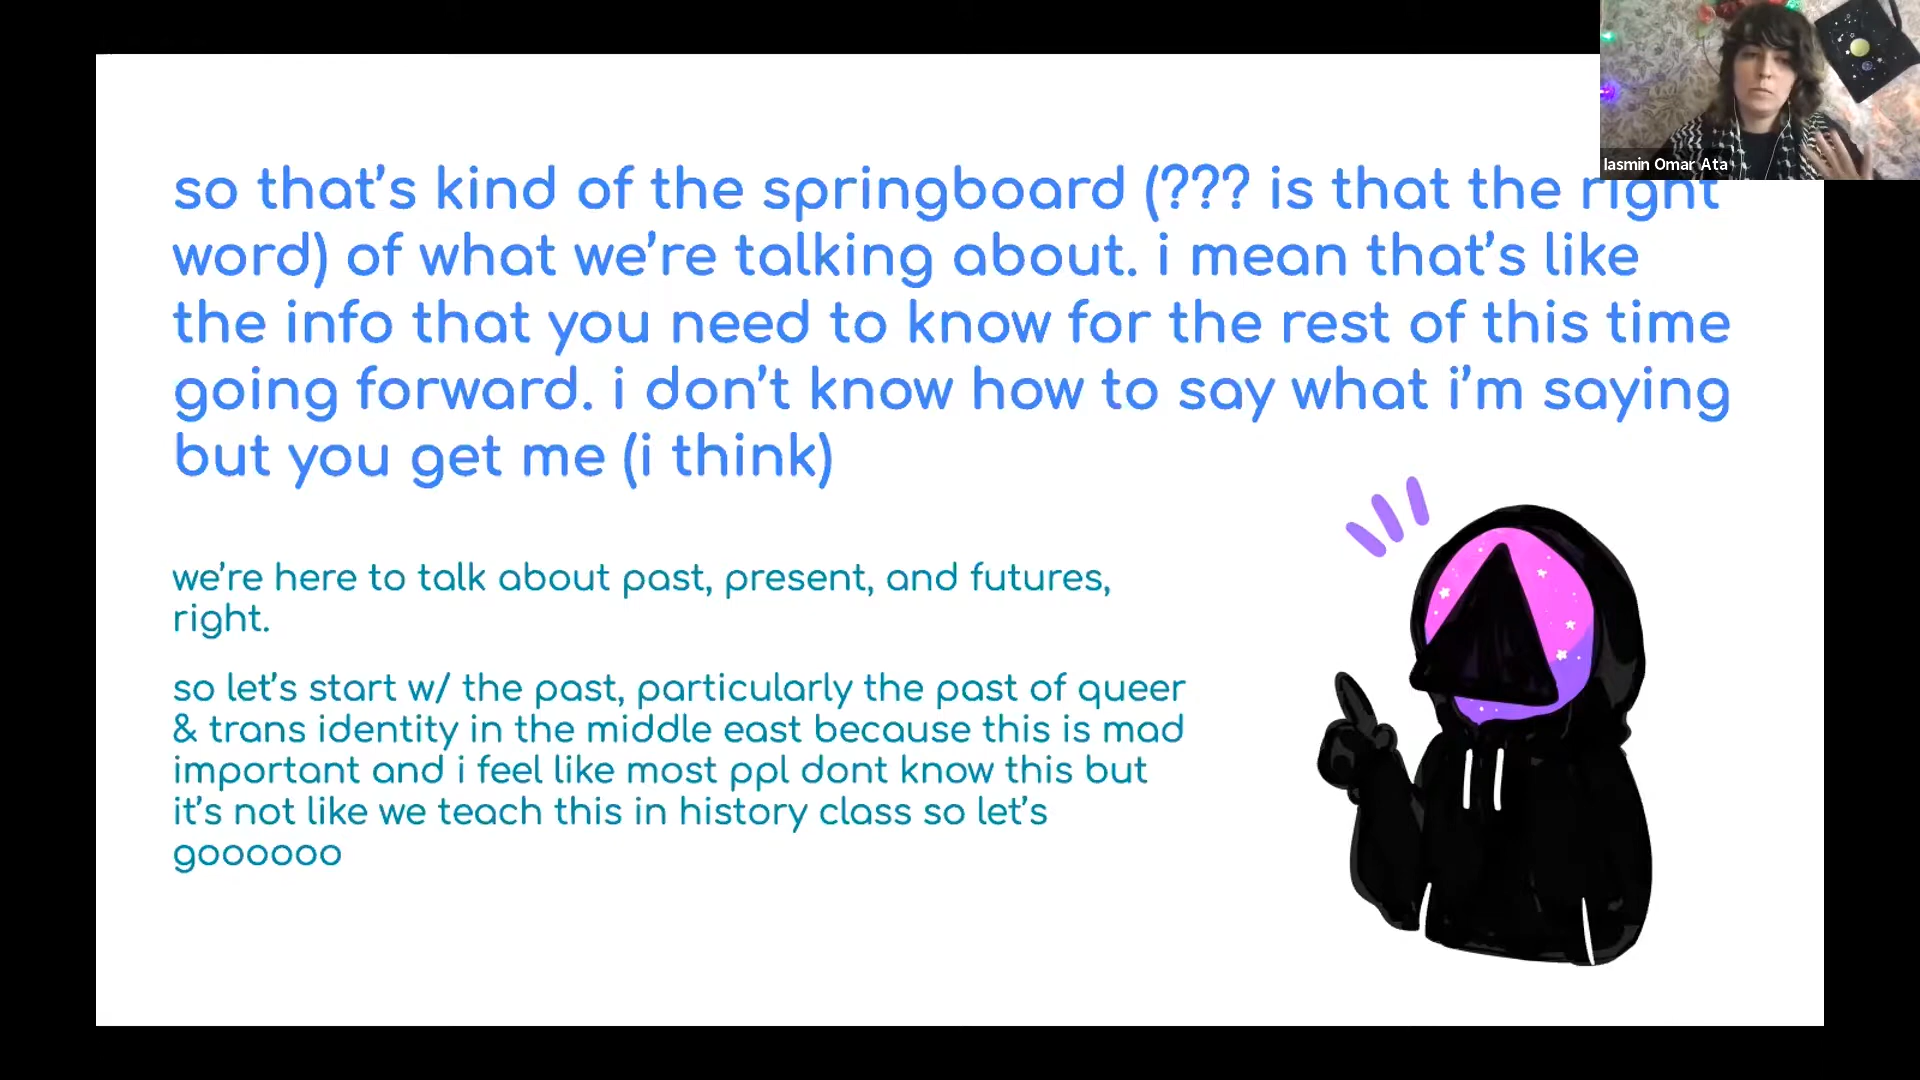 Iasmin Omar Ata
so that's kind of the springboard (??? is that the right
word) of what we're talking about. i mean that's like
the info that you need to know for the rest of this time
going forward. i don't know how to say what i'm saying
but you get me (i think)
we're here to talk about past, present, and futures,
right.
so let's start w/ the past, particularly the past of queer
& trans identity in the middle east because this is mad
important and i feel like most ppl dont know this but
it's not like we teach this in history class so let's
goooooo